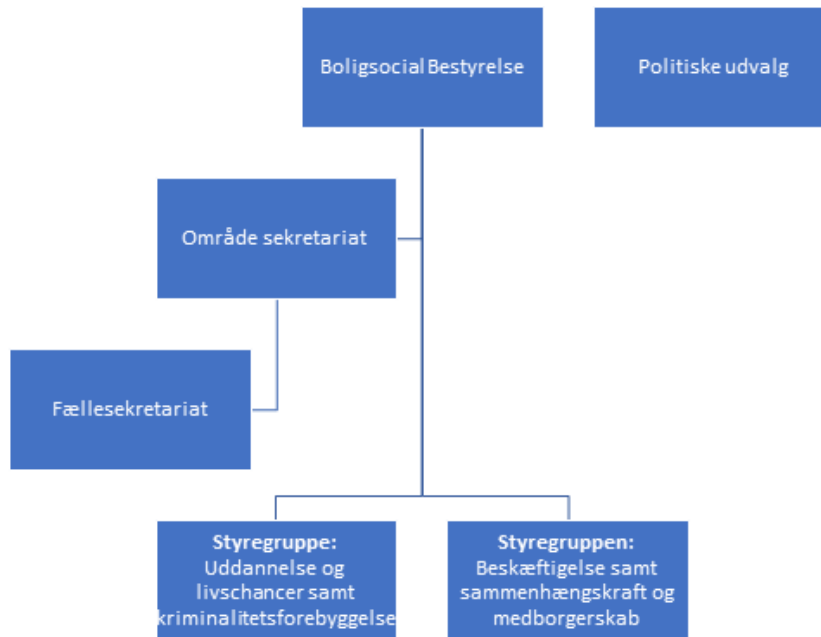 Boligsocial Bestyrelse
Politiske udvalg
Område sekretariat
Fællesekretariat
Styregruppe:
Uddannelse og
livschancer samt
kriminalitetsforebyggelse
Styregruppen:
Beskæftigelse samt
sammenhængskraft og
medborgerskab